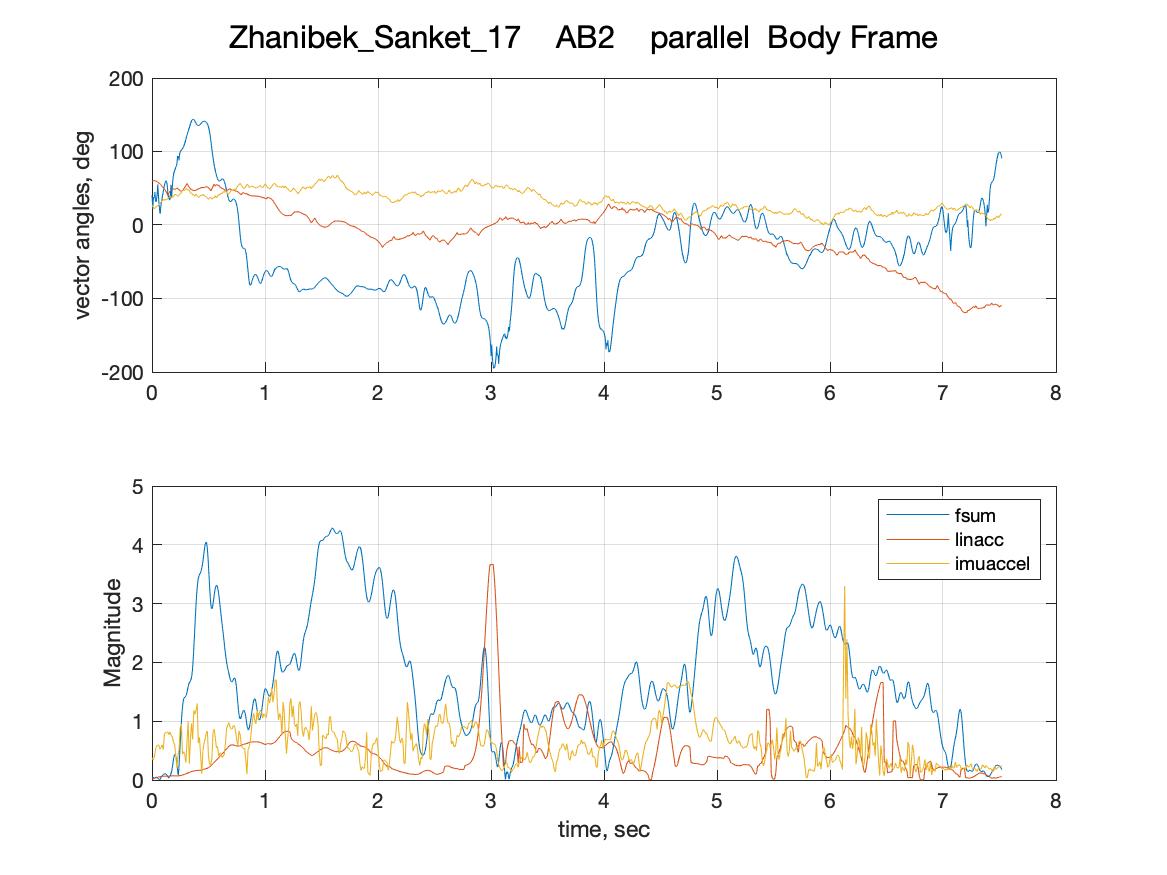 Zhanibek_Sanket_17 AB2 parallel Body Frame
200
100
0
-100
-200
vector angles, deg
0 1 2 3 4 5 6 7 8
5
4
3
2
1
0
Magnitude
fsum
linacc
imuaccel
0 1 2 3 4 5 6 7 8
time, sec